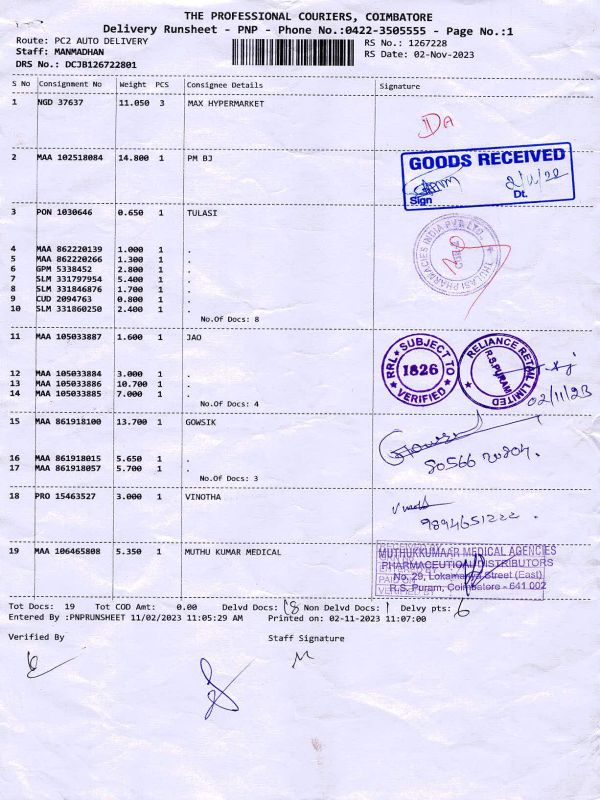 THE PROFESSIONAL COURIERS, COIMBATORE
Delivery Runsheet - PNP - Phone No.:0422-3505555 - Page No.:1
Route: PC2 AUTO DELIVERY RS No.: 1267228
Staff: MANMADHAN RS Date: 02-Nov-2023
DRS No.: DCJB126722801
S No Consignment No Weight PCS Consignee Details Signature
1 NGD 37637 11.050 3 MAX HYPERMARKET
DA
2 MAA 102518084 14.800 1 PM BJ
GOODS RECEIVED
Sign Dt.
3 PON 1030646 0.650 1 TULASI
THULASI PHARMACIES INDIA PVT. LTD.
4 MAA 862220139 1.000 1 .
5 MAA 862220266 1.300 1 .
6 GPM 5338452 2.800 1 .
7 SLM 331797954 5.400 1 .
8 SLM 331846876 1.700 1 .
9 CUD 2094763 0.800 1 .
10 SLM 331860250 2.400 1 .
No.Of Docs: 8
11 MAA 105033887 1.600 1 JAO
RRL SUBJECT TO VERIFIED 1826
RELIANCE RETAIL LIMITED R.S.PURAM
12 MAA 105033884 3.000 1 .
13 MAA 105033886 10.700 1 .
14 MAA 105033885 7.000 1 .
02/11/23
No.Of Docs: 4
15 MAA 861918100 13.700 1 GOWSIK
16 MAA 861918015 5.650 1 .
17 MAA 861918057 5.700 1 .
No.Of Docs: 3
18 PRO 15463527 3.000 1 VINOTHA
9894651222.
19 MAA 106465808 5.350 1 MUTHU KUMAR MEDICAL
MUTHUKKUMAAR MEDICAL AGENCIES
PHARMACEUTICAL DISTRIBUTORS
No. 29, Lokamanya Street (East)
R.S. Puram, Coimbatore - 641 002
Tot Docs: 19 Tot COD Amt: 0.00 Delvd Docs: 18 Non Delvd Docs: 1 Delvy pts: 6
Entered By :PNPRUNSHEET 11/02/2023 11:05:29 AM Printed on: 02-11-2023 11:07:00
Verified By Staff Signature